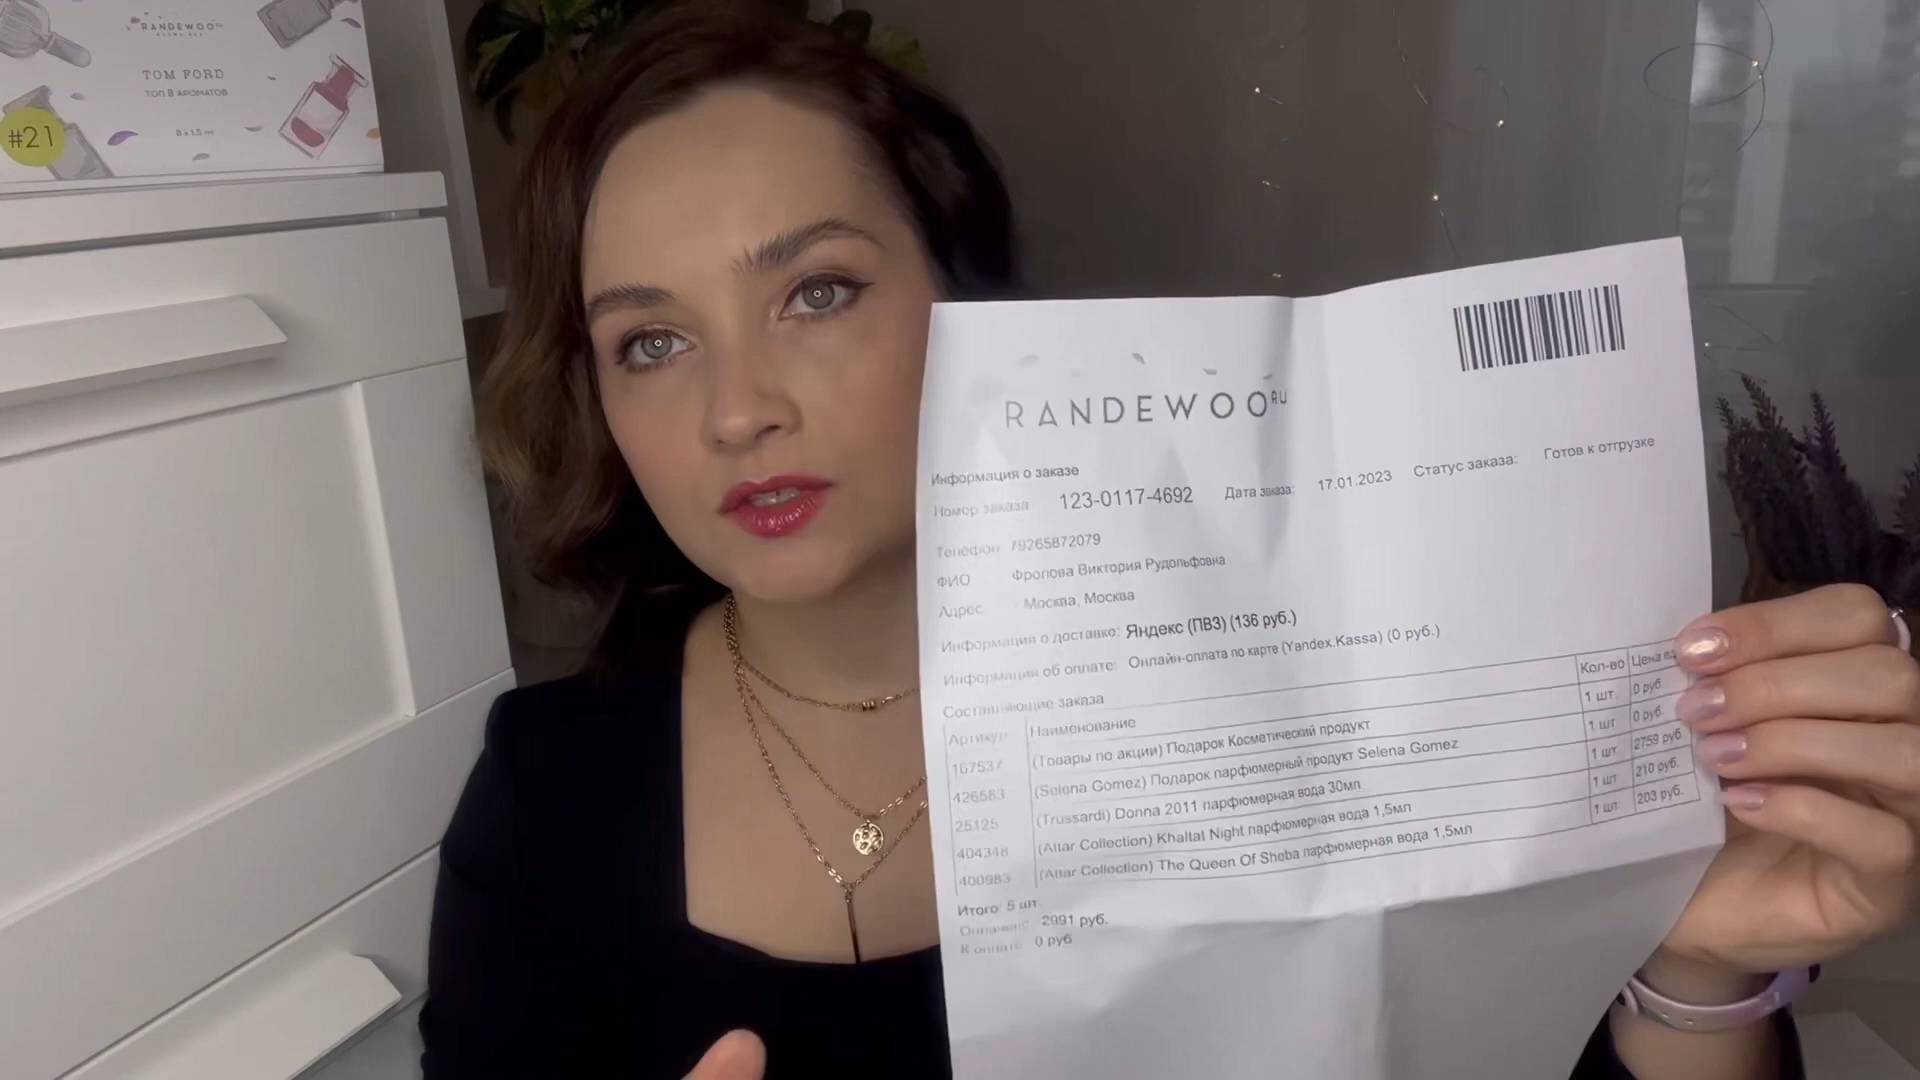 RANDEWOO
TOM FORD
ТОП 8 АРОМАТОВ
8 x 1,5 ml
#21
RANDEWOO RU
Информация о заказе
Номер заказа 123-0117-4692 Дата заказа: 17.01.2023 Статус заказа: Готов к отгрузке
Телефон 79265872079
ФИО Фролова Виктория Рудольфовна
Адрес Москва, Москва
Информация о доставке: Яндекс (ПВЗ) (136 руб.)
Информация об оплате: Онлайн-оплата по карте (Yandex.Kassa) (0 руб.)
Составляющие заказа
Артикул Наименование Кол-во Цена
167537 (Товары по акции) Подарок Косметический продукт 1 шт. 0 руб.
426583 (Selena Gomez) Подарок парфюмерный продукт Selena Gomez 1 шт. 0 руб.
25125 (Trussardi) Donna 2011 парфюмерная вода 30мл 1 шт. 2759 руб.
404348 (Attar Collection) Khaltat Night парфюмерная вода 1,5мл 1 шт. 210 руб.
400983 (Attar Collection) The Queen Of Sheba парфюмерная вода 1,5мл 1 шт. 203 руб.
Итого: 5 шт.
Оплачено: 2991 руб.
К оплате: 0 руб